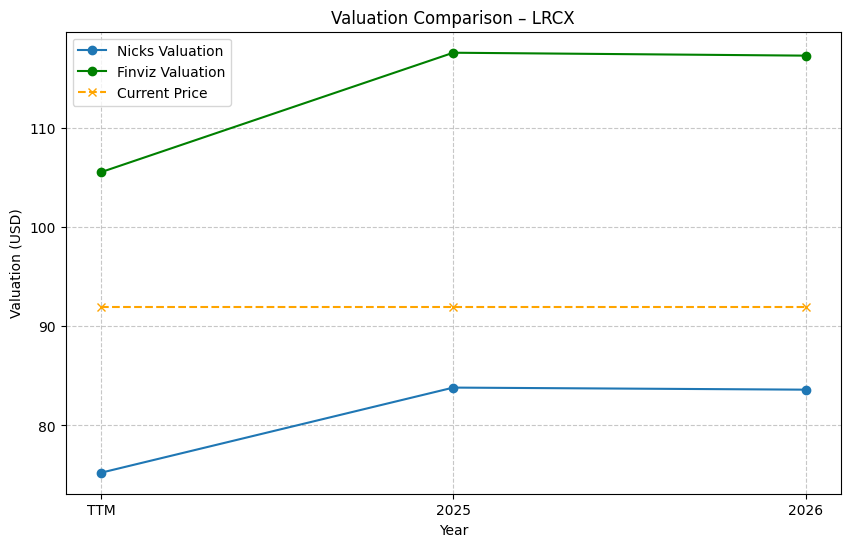 Valuation Comparison – LRCX
Nicks Valuation
Finviz Valuation
Current Price
Valuation (USD)
110
100
90
80
TTM
2025
2026
Year